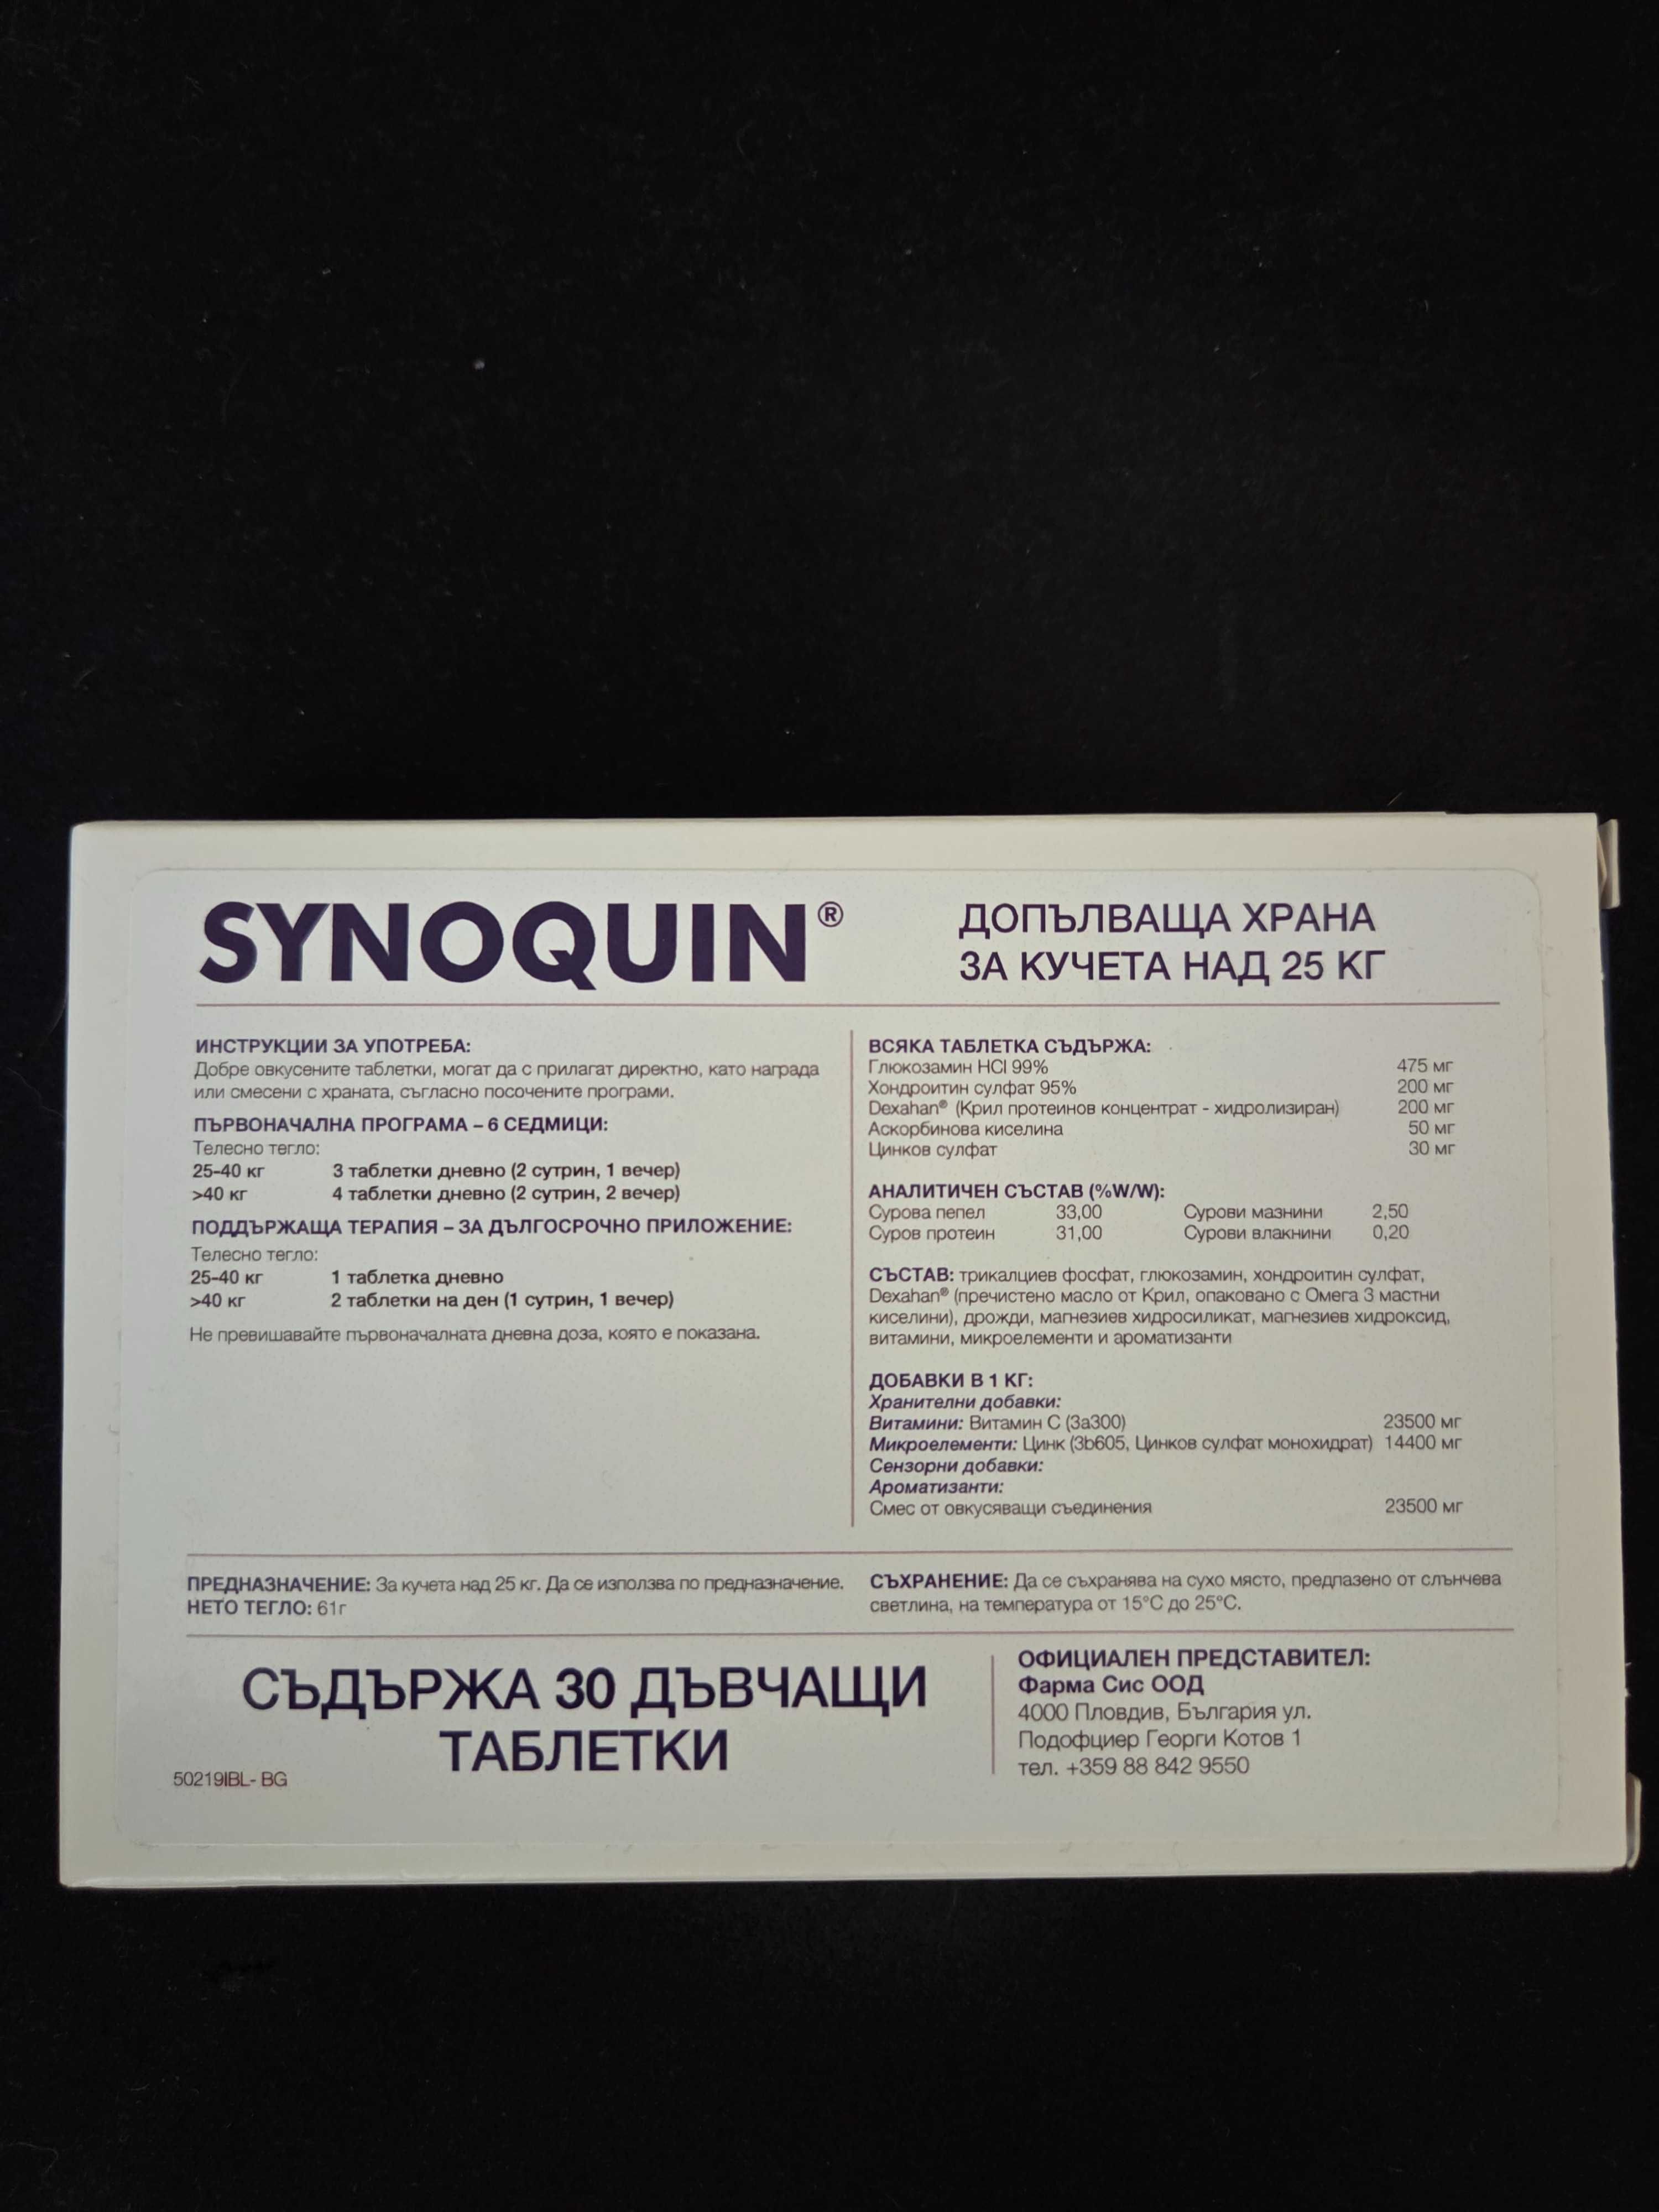 SYNOQUIN®
ДОПЪЛВАЩА ХРАНА
ЗА КУЧЕТА НАД 25 КГ
ИНСТРУКЦИИ ЗА УПОТРЕБА:
Добре овкусените таблетки, могат да с прилагат директно, като награда
или смесени с храната, съгласно посочените програми.
ПЪРВОНАЧАЛНА ПРОГРАМА – 6 СЕДМИЦИ:
Телесно тегло:
25-40 кг 3 таблетки дневно (2 сутрин, 1 вечер)
>40 кг 4 таблетки дневно (2 сутрин, 2 вечер)
ПОДДЪРЖАЩА ТЕРАПИЯ – ЗА ДЪЛГОСРОЧНО ПРИЛОЖЕНИЕ:
Телесно тегло:
25-40 кг 1 таблетка дневно
>40 кг 2 таблетки на ден (1 сутрин, 1 вечер)
Не превишавайте първоначалната дневна доза, която е показана.
ВСЯКА ТАБЛЕТКА СЪДЪРЖА:
Глюкозамин HCl 99% 475 мг
Хондроитин сулфат 95% 200 мг
Dexahan® (Крил протеинов концентрат - хидролизиран) 200 мг
Аскорбинова киселина 50 мг
Цинков сулфат 30 мг
АНАЛИТИЧЕН СЪСТАВ (%W/W):
Сурова пепел 33,00 Сурови мазнини 2,50
Суров протеин 31,00 Сурови влакнини 0,20
СЪСТАВ: трикалциев фосфат, глюкозамин, хондроитин сулфат,
Dexahan® (пречистено масло от Крил, опаковано с Омега 3 мастни
киселини), дрожди, магнезиев хидросиликат, магнезиев хидроксид,
витамини, микроелементи и ароматизанти
ДОБАВКИ В 1 КГ:
Хранителни добавки:
Витамини: Витамин С (3а300) 23500 мг
Микроелементи: Цинк (3b605, Цинков сулфат монохидрат) 14400 мг
Сензорни добавки:
Ароматизанти:
Смес от овкусяващи съединения 23500 мг
ПРЕДНАЗНАЧЕНИЕ: За кучета над 25 кг. Да се използва по предназначение.
НЕТО ТЕГЛО: 61г
СЪХРАНЕНИЕ: Да се съхранява на сухо място, предпазено от слънчева
светлина, на температура от 15°C до 25°C.
СЪДЪРЖА 30 ДЪВЧАЩИ
ТАБЛЕТКИ
50219IBL- BG
ОФИЦИАЛЕН ПРЕДСТАВИТЕЛ:
Фарма Сис ООД
4000 Пловдив, България ул.
Подофциер Георги Котов 1
тел. +359 88 842 9550